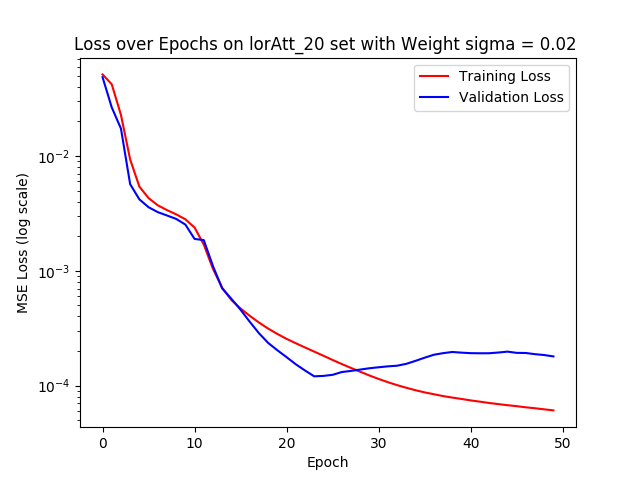 Loss over Epochs on lorAtt_20 set with Weight sigma = 0.02
Training Loss
Validation Loss
MSE Loss (log scale)
10⁻²
10⁻³
10⁻⁴
0 10 20 30 40 50
Epoch